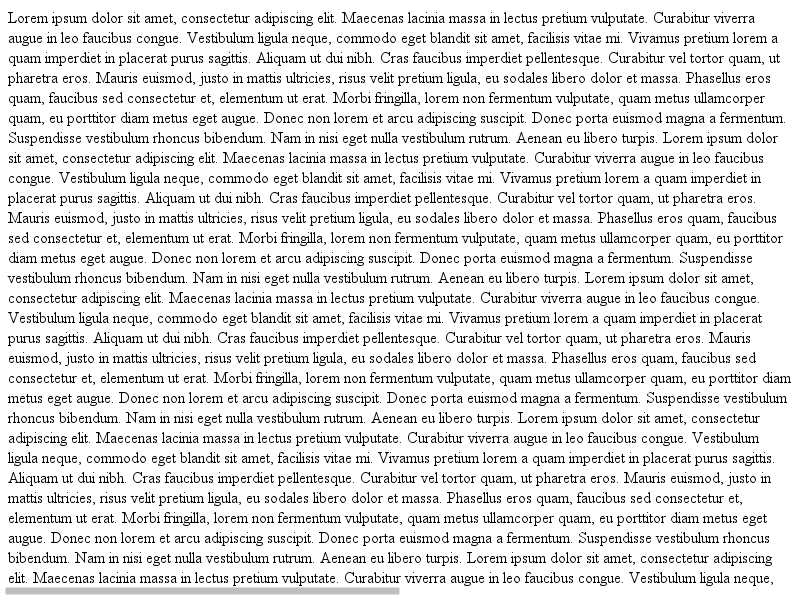 Lorem ipsum dolor sit amet, consectetur adipiscing elit. Maecenas lacinia massa in lectus pretium vulputate. Curabitur viverra
augue in leo faucibus congue. Vestibulum ligula neque, commodo eget blandit sit amet, facilisis vitae mi. Vivamus pretium lorem a
quam imperdiet in placerat purus sagittis. Aliquam ut dui nibh. Cras faucibus imperdiet pellentesque. Curabitur vel tortor quam, ut
pharetra eros. Mauris euismod, justo in mattis ultricies, risus velit pretium ligula, eu sodales libero dolor et massa. Phasellus eros
quam, faucibus sed consectetur et, elementum ut erat. Morbi fringilla, lorem non fermentum vulputate, quam metus ullamcorper
quam, eu porttitor diam metus eget augue. Donec non lorem et arcu adipiscing suscipit. Donec porta euismod magna a fermentum.
Suspendisse vestibulum rhoncus bibendum. Nam in nisi eget nulla vestibulum rutrum. Aenean eu libero turpis. Lorem ipsum dolor
sit amet, consectetur adipiscing elit. Maecenas lacinia massa in lectus pretium vulputate. Curabitur viverra augue in leo faucibus
congue. Vestibulum ligula neque, commodo eget blandit sit amet, facilisis vitae mi. Vivamus pretium lorem a quam imperdiet in
placerat purus sagittis. Aliquam ut dui nibh. Cras faucibus imperdiet pellentesque. Curabitur vel tortor quam, ut pharetra eros.
Mauris euismod, justo in mattis ultricies, risus velit pretium ligula, eu sodales libero dolor et massa. Phasellus eros quam, faucibus
sed consectetur et, elementum ut erat. Morbi fringilla, lorem non fermentum vulputate, quam metus ullamcorper quam, eu porttitor
diam metus eget augue. Donec non lorem et arcu adipiscing suscipit. Donec porta euismod magna a fermentum. Suspendisse
vestibulum rhoncus bibendum. Nam in nisi eget nulla vestibulum rutrum. Aenean eu libero turpis. Lorem ipsum dolor sit amet,
consectetur adipiscing elit. Maecenas lacinia massa in lectus pretium vulputate. Curabitur viverra augue in leo faucibus congue.
Vestibulum ligula neque, commodo eget blandit sit amet, facilisis vitae mi. Vivamus pretium lorem a quam imperdiet in placerat
purus sagittis. Aliquam ut dui nibh. Cras faucibus imperdiet pellentesque. Curabitur vel tortor quam, ut pharetra eros. Mauris
euismod, justo in mattis ultricies, risus velit pretium ligula, eu sodales libero dolor et massa. Phasellus eros quam, faucibus sed
consectetur et, elementum ut erat. Morbi fringilla, lorem non fermentum vulputate, quam metus ullamcorper quam, eu porttitor diam
metus eget augue. Donec non lorem et arcu adipiscing suscipit. Donec porta euismod magna a fermentum. Suspendisse vestibulum
rhoncus bibendum. Nam in nisi eget nulla vestibulum rutrum. Aenean eu libero turpis. Lorem ipsum dolor sit amet, consectetur
adipiscing elit. Maecenas lacinia massa in lectus pretium vulputate. Curabitur viverra augue in leo faucibus congue. Vestibulum
ligula neque, commodo eget blandit sit amet, facilisis vitae mi. Vivamus pretium lorem a quam imperdiet in placerat purus sagittis.
Aliquam ut dui nibh. Cras faucibus imperdiet pellentesque. Curabitur vel tortor quam, ut pharetra eros. Mauris euismod, justo in
mattis ultricies, risus velit pretium ligula, eu sodales libero dolor et massa. Phasellus eros quam, faucibus sed consectetur et,
elementum ut erat. Morbi fringilla, lorem non fermentum vulputate, quam metus ullamcorper quam, eu porttitor diam metus eget
augue. Donec non lorem et arcu adipiscing suscipit. Donec porta euismod magna a fermentum. Suspendisse vestibulum rhoncus
bibendum. Nam in nisi eget nulla vestibulum rutrum. Aenean eu libero turpis. Lorem ipsum dolor sit amet, consectetur adipiscing
elit. Maecenas lacinia massa in lectus pretium vulputate. Curabitur viverra augue in leo faucibus congue. Vestibulum ligula neque,